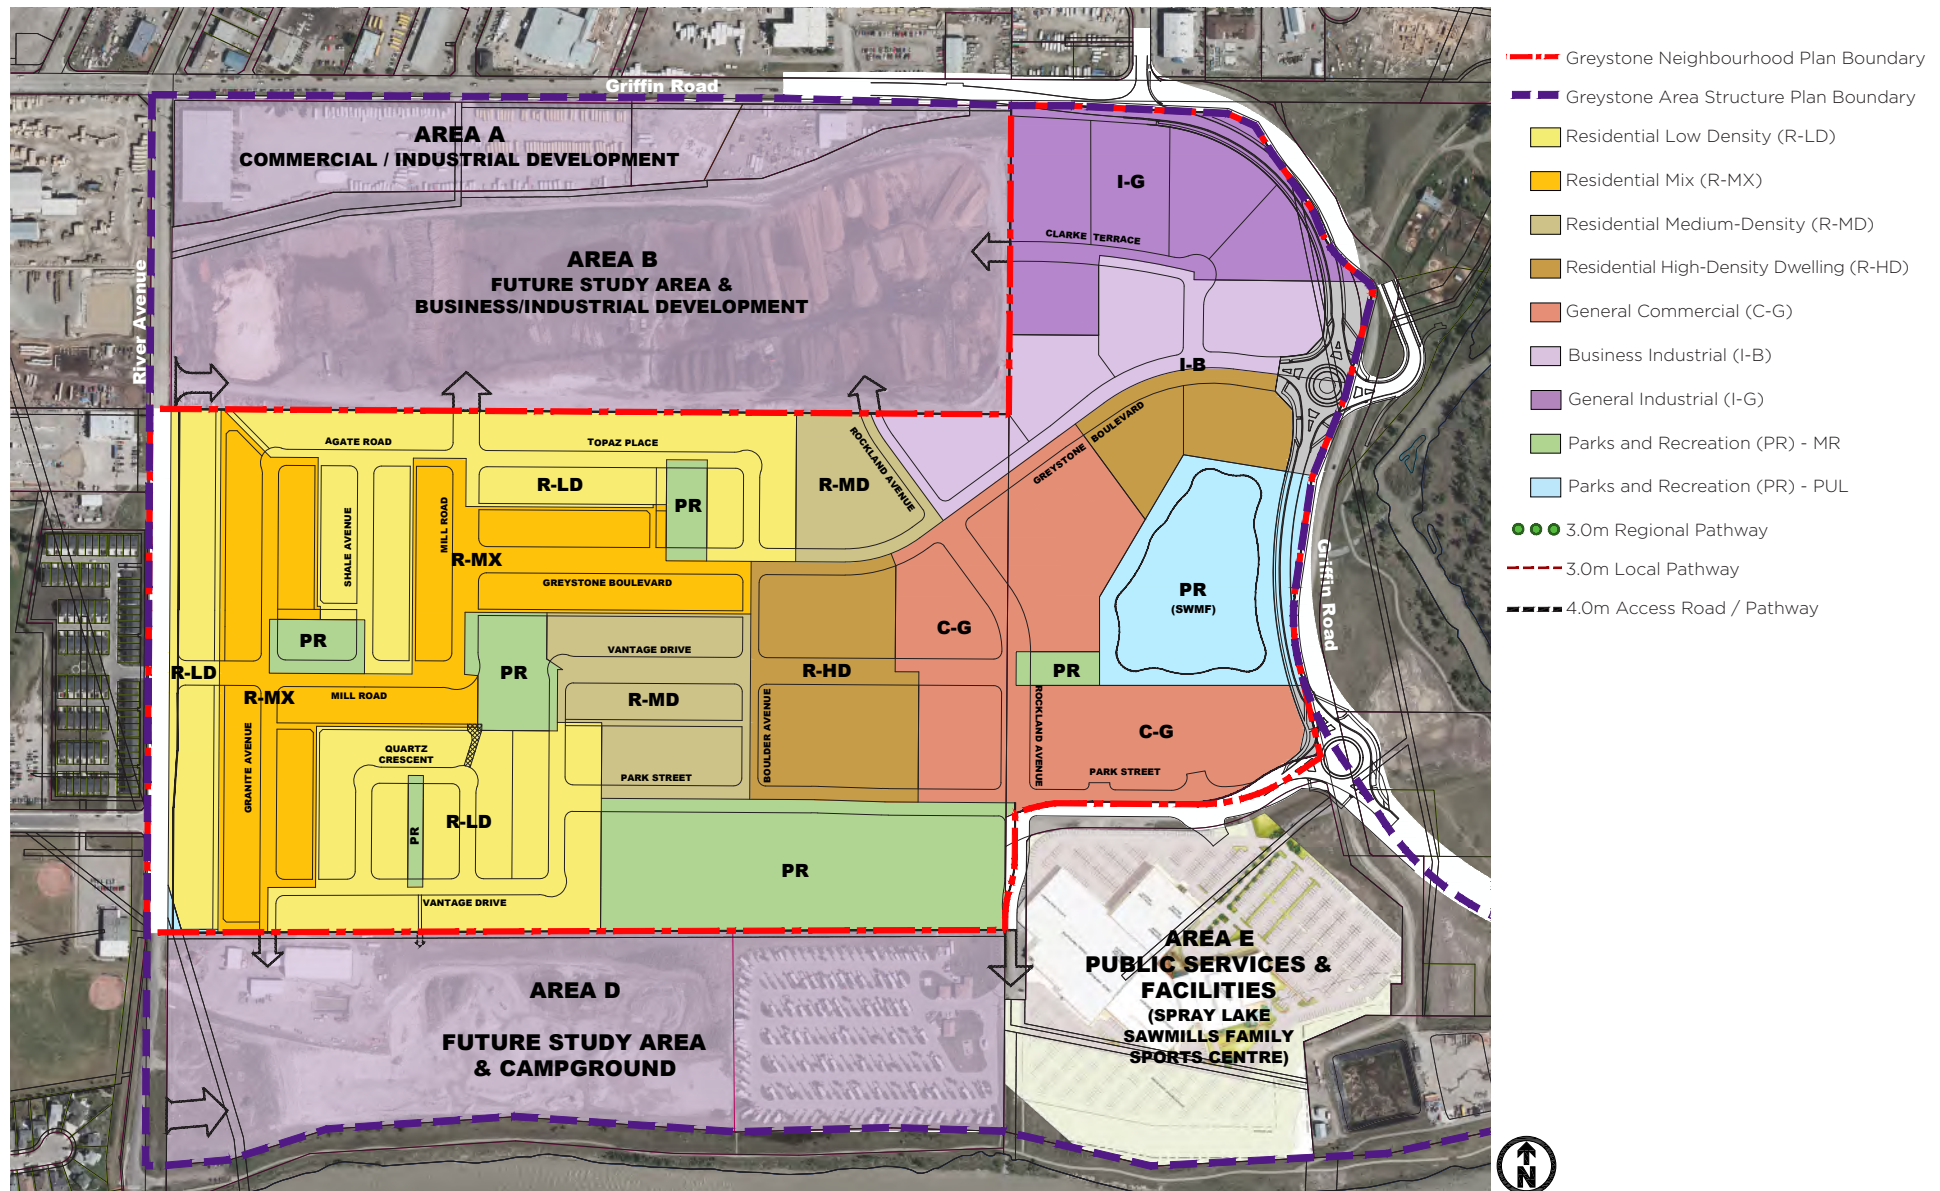 Griffin Road
AREA A
COMMERCIAL / INDUSTRIAL DEVELOPMENT
I-G
CLARKE TERRACE
AREA B
FUTURE STUDY AREA &
BUSINESS/INDUSTRIAL DEVELOPMENT
River Avenue
I-B
GREYSTONE BOULEVARD
AGATE ROAD
TOPAZ PLACE
ROCKLAND AVENUE
R-LD
R-MD
PR
SHALE AVENUE
MILL ROAD
R-MX
GREYSTONE BOULEVARD
PR
(SWMF)
Griffin Road
PR
C-G
VANTAGE DRIVE
R-LD
PR
R-HD
PR
R-MX
MILL ROAD
R-MD
BOULDER AVENUE
ROCKLAND AVENUE
C-G
GRANITE AVENUE
QUARTZ
CRESCENT
PARK STREET
PARK STREET
PR
R-LD
PR
VANTAGE DRIVE
AREA D
FUTURE STUDY AREA
& CAMPGROUND
AREA E
PUBLIC SERVICES &
FACILITIES
(SPRAY LAKE
SAWMILLS FAMILY
SPORTS CENTRE)
Greystone Neighbourhood Plan Boundary
Greystone Area Structure Plan Boundary
Residential Low Density (R-LD)
Residential Mix (R-MX)
Residential Medium-Density (R-MD)
Residential High-Density Dwelling (R-HD)
General Commercial (C-G)
Business Industrial (I-B)
General Industrial (I-G)
Parks and Recreation (PR) - MR
Parks and Recreation (PR) - PUL
3.0m Regional Pathway
3.0m Local Pathway
4.0m Access Road / Pathway
N